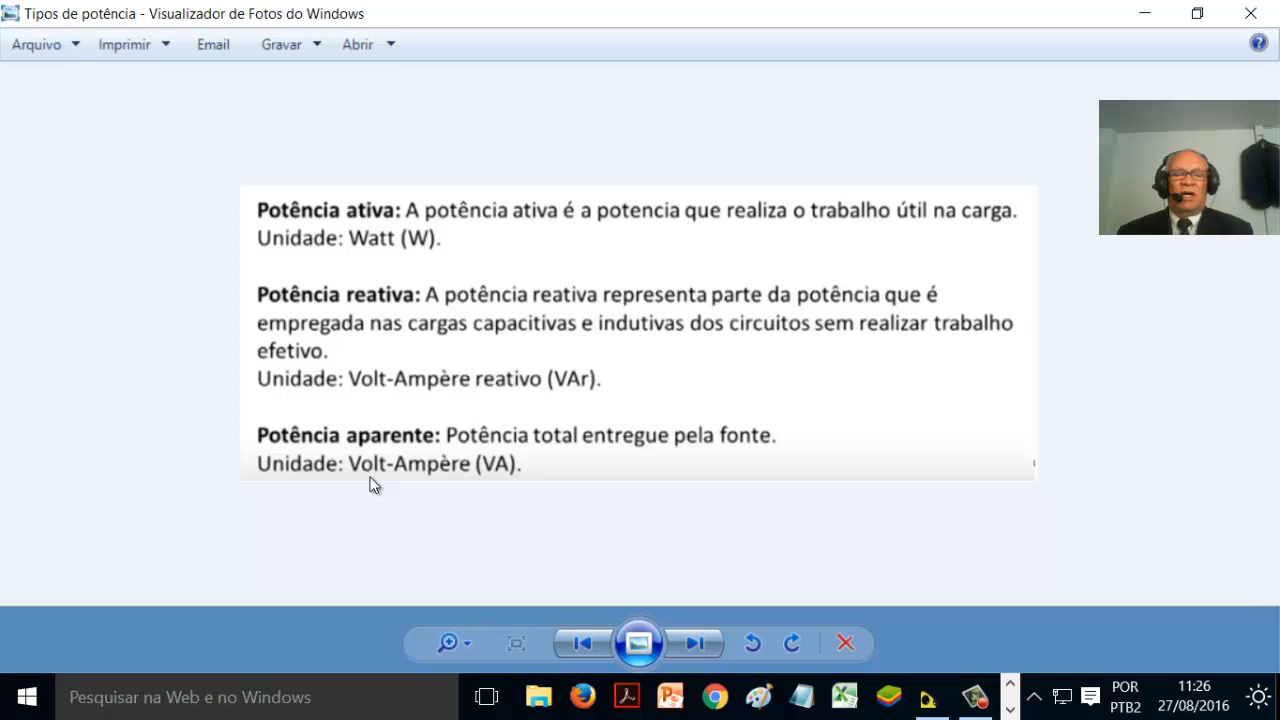 Tipos de potência - Visualizador de Fotos do Windows
Arquivo Imprimir Email Gravar Abrir
Potência ativa: A potência ativa é a potencia que realiza o trabalho útil na carga.
Unidade: Watt (W).
Potência reativa: A potência reativa representa parte da potência que é
empregada nas cargas capacitivas e indutivas dos circuitos sem realizar trabalho
efetivo.
Unidade: Volt-Ampère reativo (VAr).
Potência aparente: Potência total entregue pela fonte.
Unidade: Volt-Ampère (VA).
Pesquisar na Web e no Windows
POR
PTB2
11:26
27/08/2016